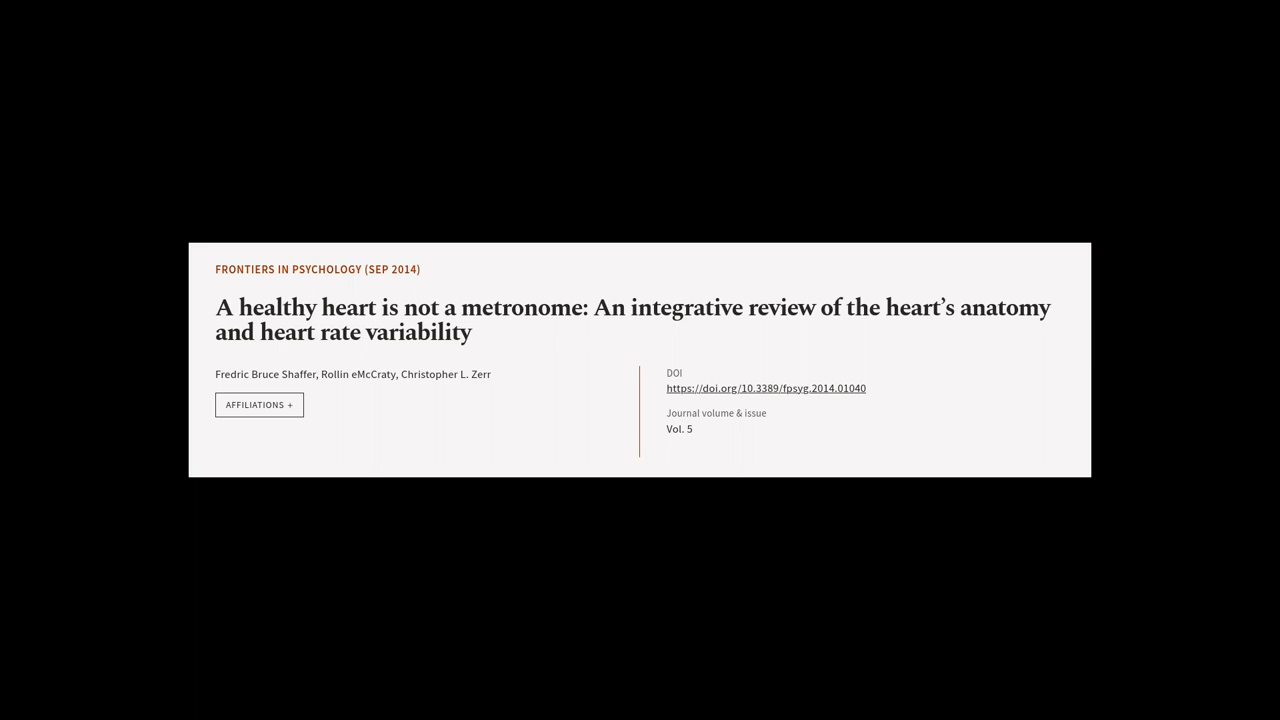 FRONTIERS IN PSYCHOLOGY (SEP 2014)
A healthy heart is not a metronome: An integrative review of the heart’s anatomy
and heart rate variability
Fredric Bruce Shaffer, Rollin eMcCraty, Christopher L. Zerr
AFFILIATIONS +
DOI
https://doi.org/10.3389/fpsyg.2014.01040
Journal volume & issue
Vol. 5